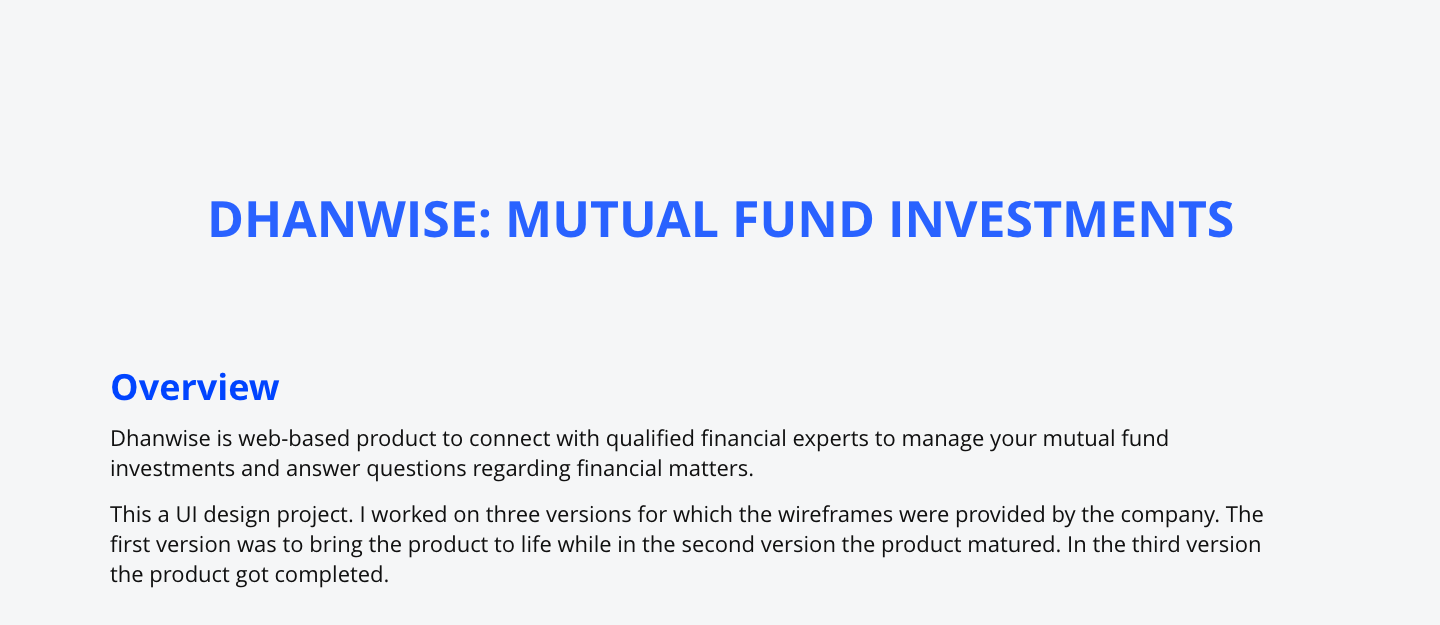 DHANWISE: MUTUAL FUND INVESTMENTS
Overview
Dhanwise is web-based product to connect with qualified financial experts to manage your mutual fund
investments and answer questions regarding financial matters.
This a UI design project. I worked on three versions for which the wireframes were provided by the company. The
first version was to bring the product to life while in the second version the product matured. In the third version
the product got completed.